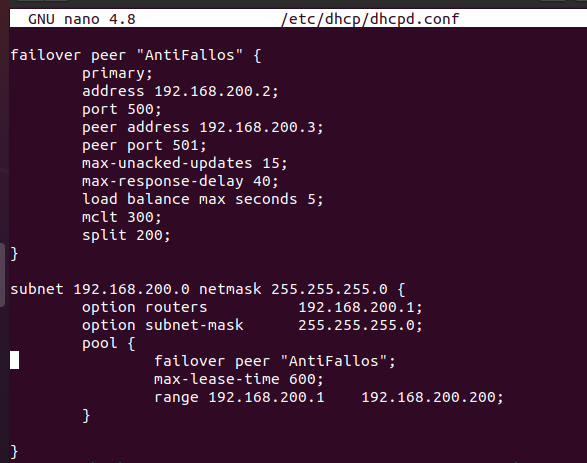 GNU nano 4.8 /etc/dhcp/dhcpd.conf
failover peer "AntiFallos" {
primary;
address 192.168.200.2;
port 500;
peer address 192.168.200.3;
peer port 501;
max-unacked-updates 15;
max-response-delay 40;
load balance max seconds 5;
mclt 300;
split 200;
}
subnet 192.168.200.0 netmask 255.255.255.0 {
option routers 192.168.200.1;
option subnet-mask 255.255.255.0;
pool {
failover peer "AntiFallos";
max-lease-time 600;
range 192.168.200.1 192.168.200.200;
}
}